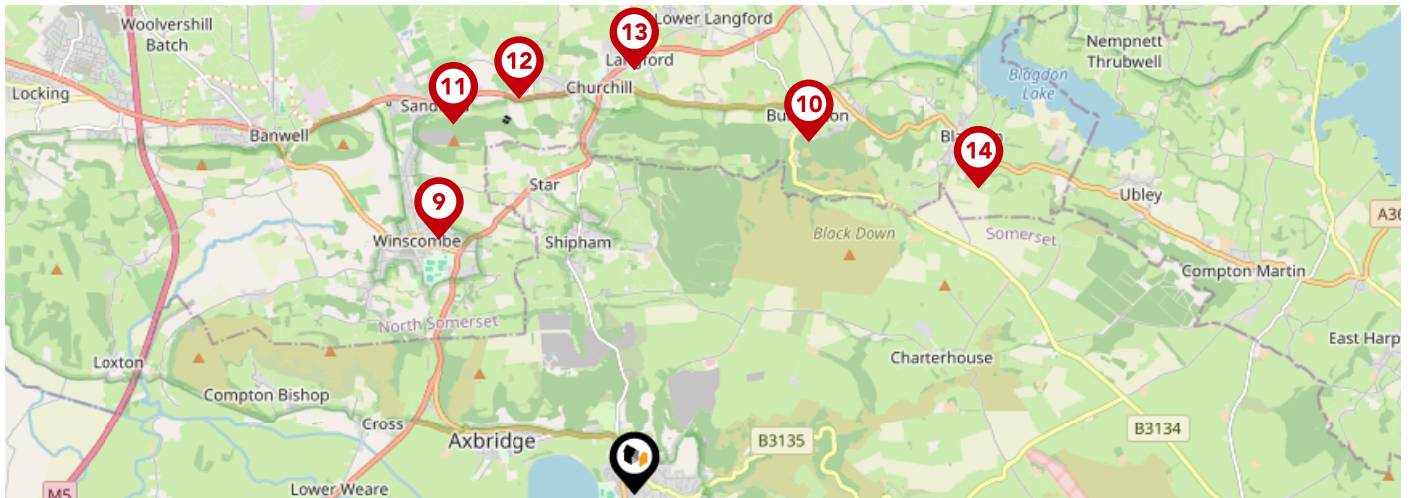 Woolvershill
Batch
13
Lower Langford
Nempnett
Thrubwell
12
Langford
Blagdon
Lake
11
Churchill
Locking
10
Banwell
14
Star
Ubley
9
A36
Winscombe
Shipham
Black Down
Somerset
Compton Martin
North Somerset
Loxton
Charterhouse
East Harp
Compton Bishop
Cross
Axbridge
B3135
B3134
Lower Weare
M5